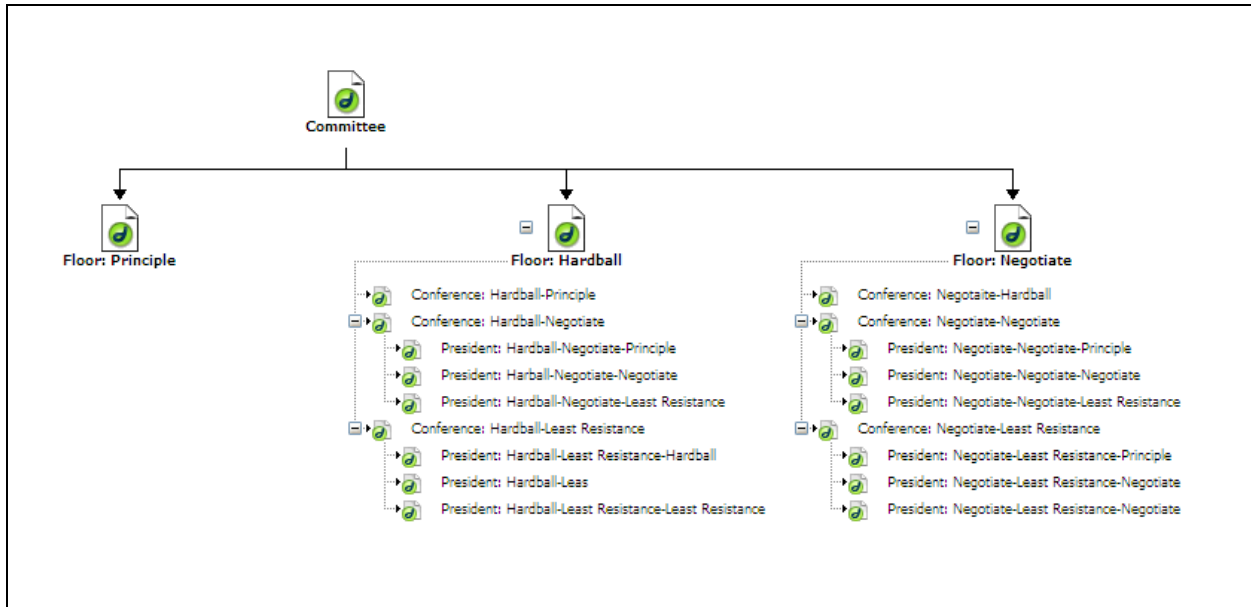 Committee
Floor: Principle
Floor: Hardball
Conference: Hardball-Principle
Conference: Hardball-Negotiate
President: Hardball-Negotiate-Principle
President: Harball-Negotiate-Negotiate
President: Hardball-Negotiate-Least Resistance
Conference: Hardball-Least Resistance
President: Hardball-Least Resistance-Hardball
President: Hardball-Leas
President: Hardball-Least Resistance-Least Resistance
Floor: Negotiate
Conference: Negotaite-Hardball
Conference: Negotiate-Negotiate
President: Negotiate-Negotiate-Principle
President: Negotiate-Negotiate-Negotiate
President: Negotiate-Negotiate-Least Resistance
Conference: Negotiate-Least Resistance
President: Negotiate-Least Resistance-Principle
President: Negotiate-Least Resistance-Negotiate
President: Negotiate-Least Resistance-Negotiate